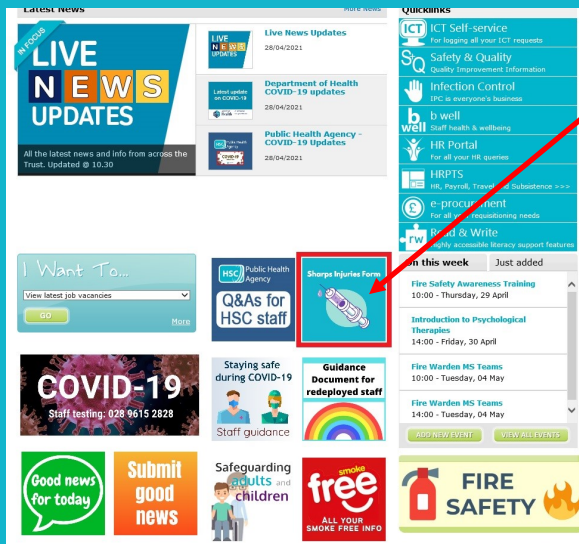 Latest News
More News
IN FOCUS
LIVE
NEWS
UPDATES
All the latest news and info from across the
Trust. Updated @ 10.30
LIVE
NEWS
UPDATES
Live News Updates
28/04/2021
Latest update
on COVID-19
Department of Health
COVID-19 updates
28/04/2021
COVID-19
Public Health Agency -
COVID-19 Updates
28/04/2021
Quicklinks
ICT
ICT Self-service
For logging all your ICT requests
SQ
Safety & Quality
Quality Improvement Information
Infection Control
IPC is everyone's business
b well
b well
Staff health & wellbeing
HR Portal
For all your HR queries
HRPTS
HR, Payroll, Travel and Subsistence >>>
£
e-procurement
For all your requisitioning needs
rw
Read & Write
Highly accessible literacy support features
I Want To...
View latest job vacancies
GO
More
HSC Public Health
Agency
Q&As for
HSC staff
Sharps Injuries Form
On this week
Just added
Fire Safety Awareness Training
10:00 - Thursday, 29 April
Introduction to Psychological
Therapies
14:00 - Friday, 30 April
Fire Warden MS Teams
10:00 - Tuesday, 04 May
Fire Warden MS Teams
14:00 - Tuesday, 04 May
ADD NEW EVENT
VIEW ALL EVENTS
COVID-19
Staff testing: 028 9615 2828
Staying safe
during COVID-19
Staff guidance
Guidance
Document for
redeployed staff
Good news
for today
Submit
good
news
Safeguarding
adults and
children
smoke
free
ALL YOUR
SMOKE FREE INFO
FIRE
SAFETY